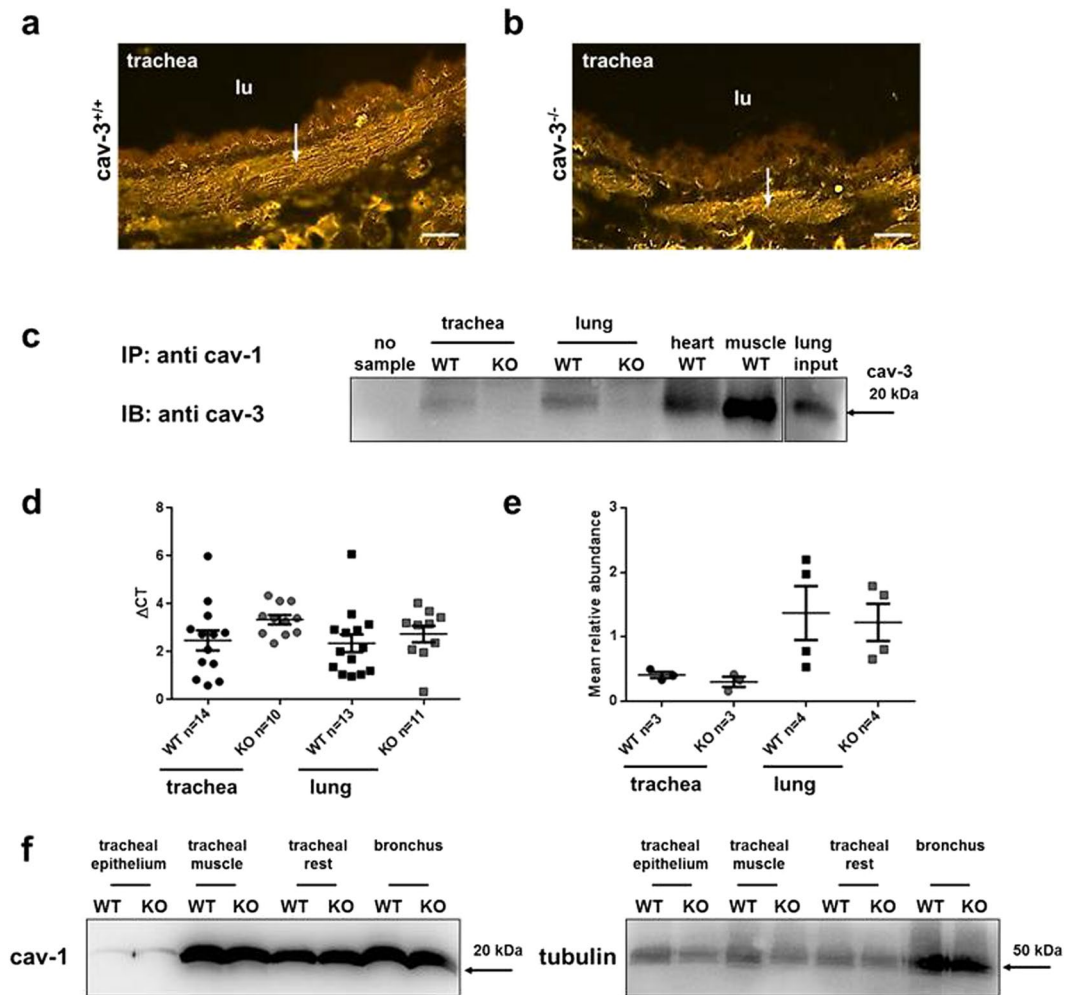 a
b
trachea
trachea
lu
lu
cav-3+/+
cav-3-/-
c
IP: anti cav-1
IB: anti cav-3
no sample
trachea
lung
heart
muscle
lung input
WT
KO
WT
KO
WT
WT
cav-3
20 kDa
d
e
8
6
4
2
0
ΔCT
WT n=14
KO n=10
WT n=13
KO n=11
trachea
lung
3
2
1
0
Mean relative abundance
WT n=3
KO n=3
WT n=4
KO n=4
trachea
lung
f
tracheal epithelium
tracheal muscle
tracheal rest
bronchus
WT KO WT KO WT KO WT KO
cav-1
20 kDa
tracheal epithelium
tracheal muscle
tracheal rest
bronchus
WT KO WT KO WT KO WT KO
tubulin
50 kDa